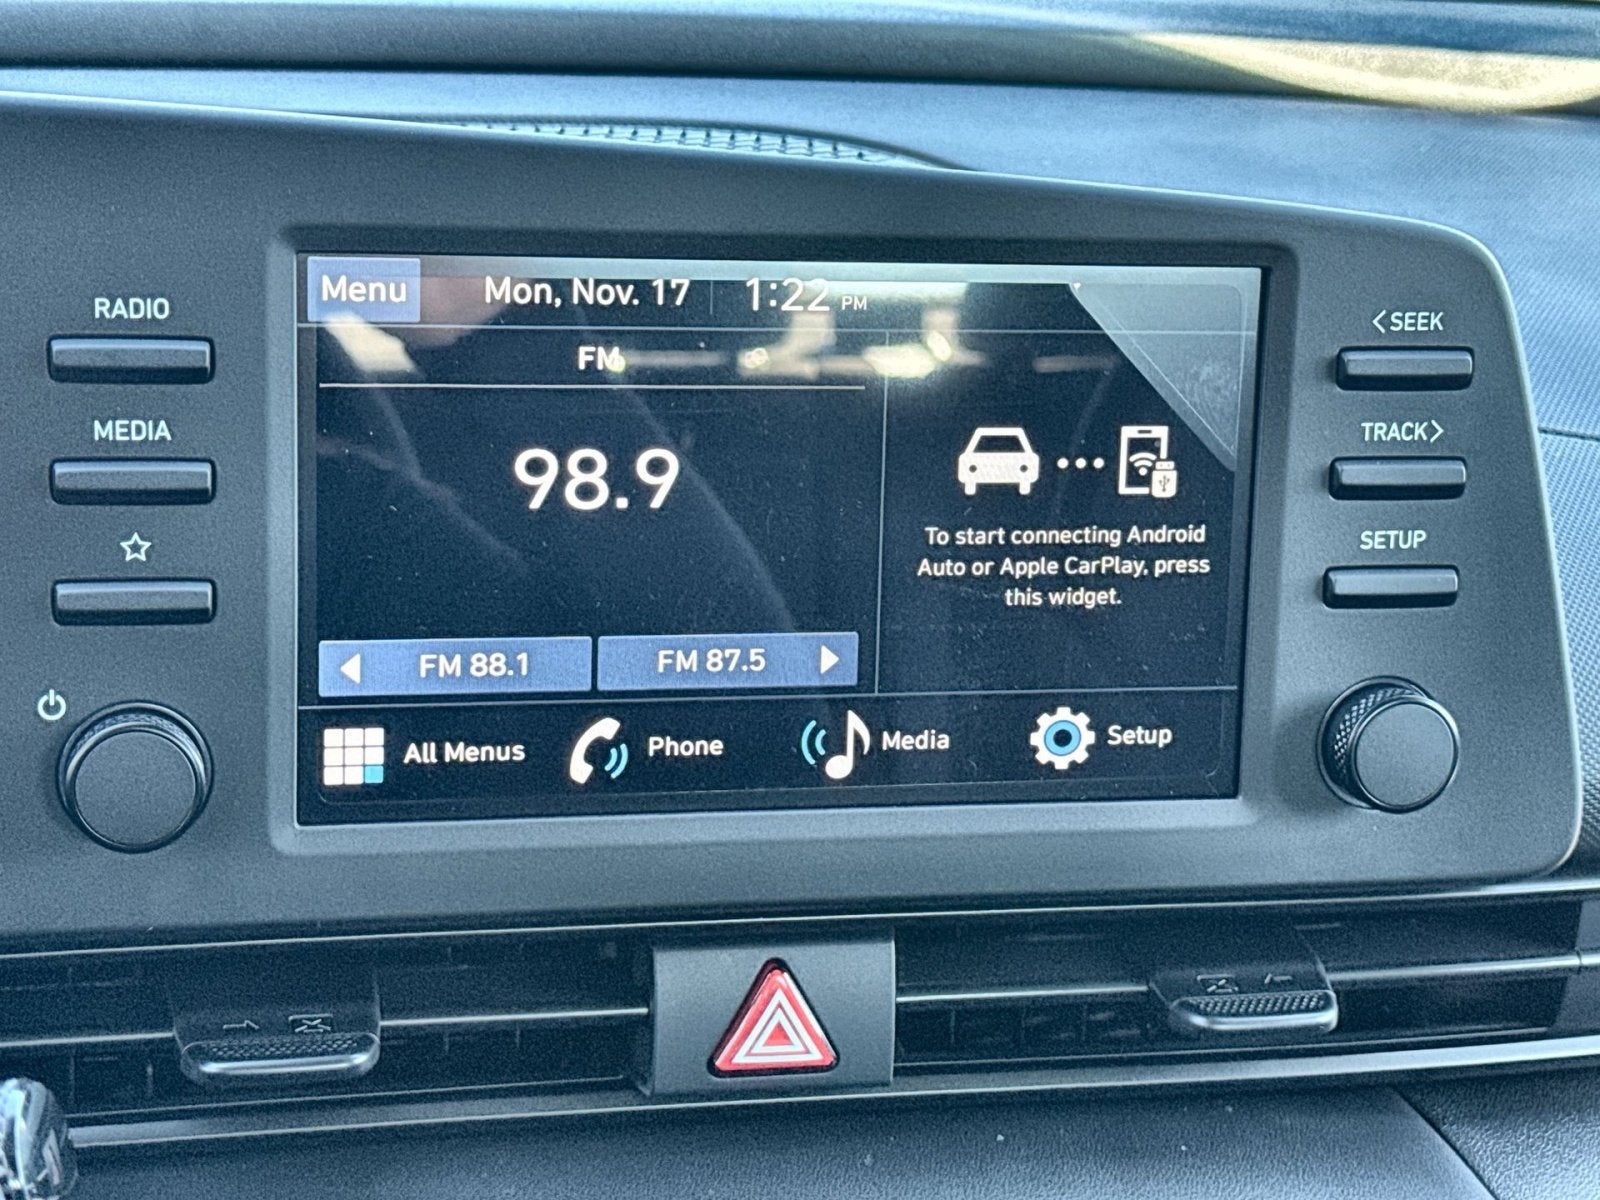 RADIO
MEDIA
Menu
Mon, Nov. 17
1:22 PM
FM
98.9
FM 88.1
FM 87.5
To start connecting Android
Auto or Apple CarPlay, press
this widget.
All Menus
Phone
Media
Setup
<SEEK
TRACK>
SETUP